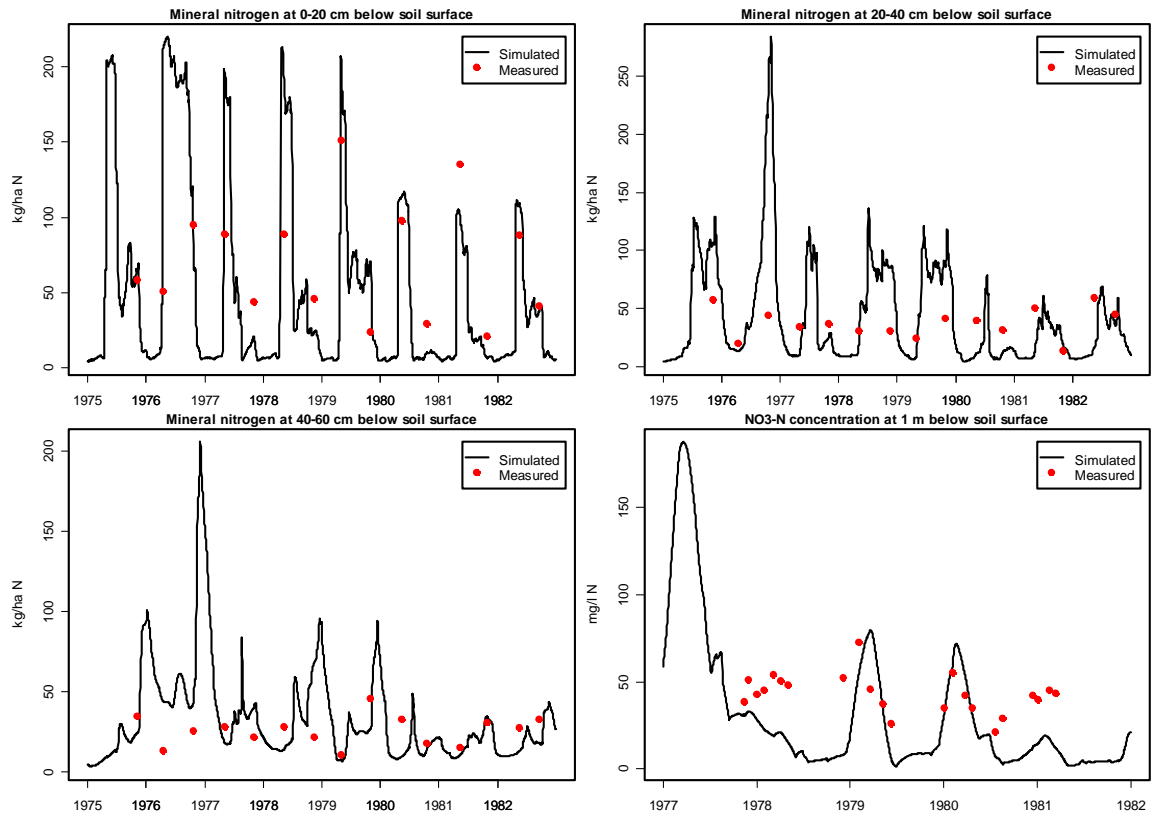 Mineral nitrogen at 0-20 cm below soil surface
kg/ha N
200
150
100
50
0
Simulated
Measured
1975 1976 1977 1978 1979 1980 1981 1982
Mineral nitrogen at 20-40 cm below soil surface
kg/ha N
250
200
150
100
50
0
Simulated
Measured
1975 1976 1977 1978 1979 1980 1981 1982
Mineral nitrogen at 40-60 cm below soil surface
kg/ha N
200
150
100
50
0
Simulated
Measured
1975 1976 1977 1978 1979 1980 1981 1982
NO3-N concentration at 1 m below soil surface
mg/l N
150
100
50
0
Simulated
Measured
1977 1978 1979 1980 1981 1982